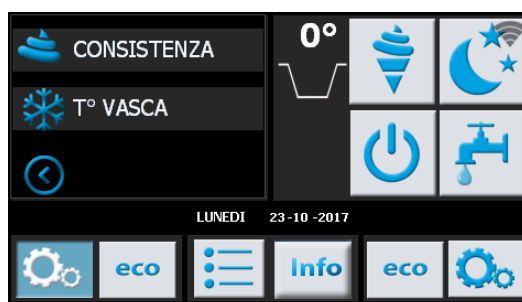 CONSISTENZA
0°
T° VASCA
LUNEDI 23-10-2017
eco
Info
eco